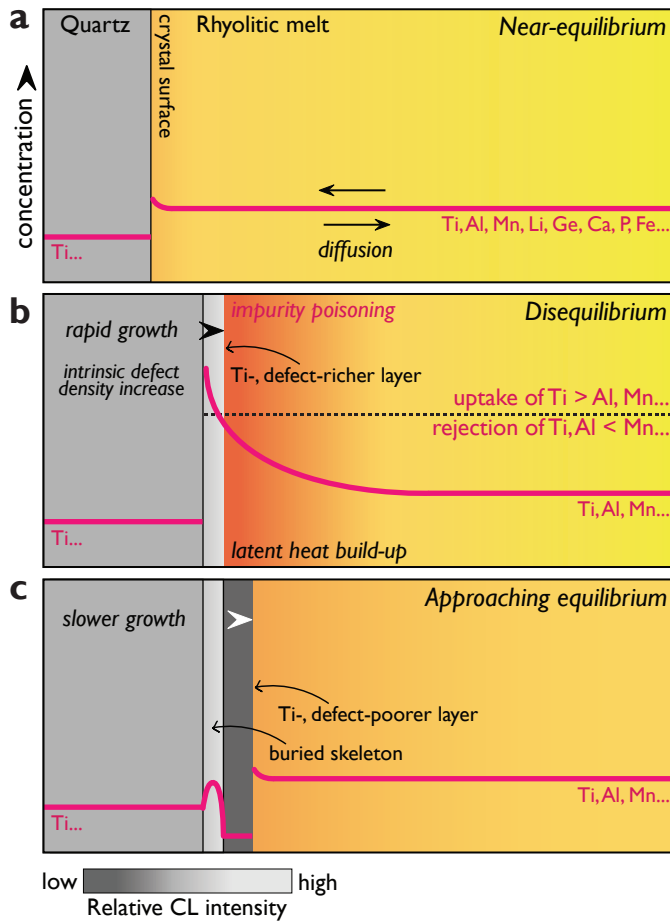 a
Quartz
Rhyolitic melt
Near-equilibrium
crystal surface
concentration
diffusion
Ti...
Ti, Al, Mn, Li, Ge, Ca, P, Fe...
b
impurity poisoning
Disequilibrium
rapid growth
intrinsic defect
density increase
Ti-, defect-richer layer
uptake of Ti > Al, Mn...
rejection of Ti, Al < Mn...
Ti...
Ti, Al, Mn...
latent heat build-up
c
slower growth
Approaching equilibrium
Ti-, defect-poorer layer
buried skeleton
Ti...
Ti, Al, Mn...
low
high
Relative CL intensity